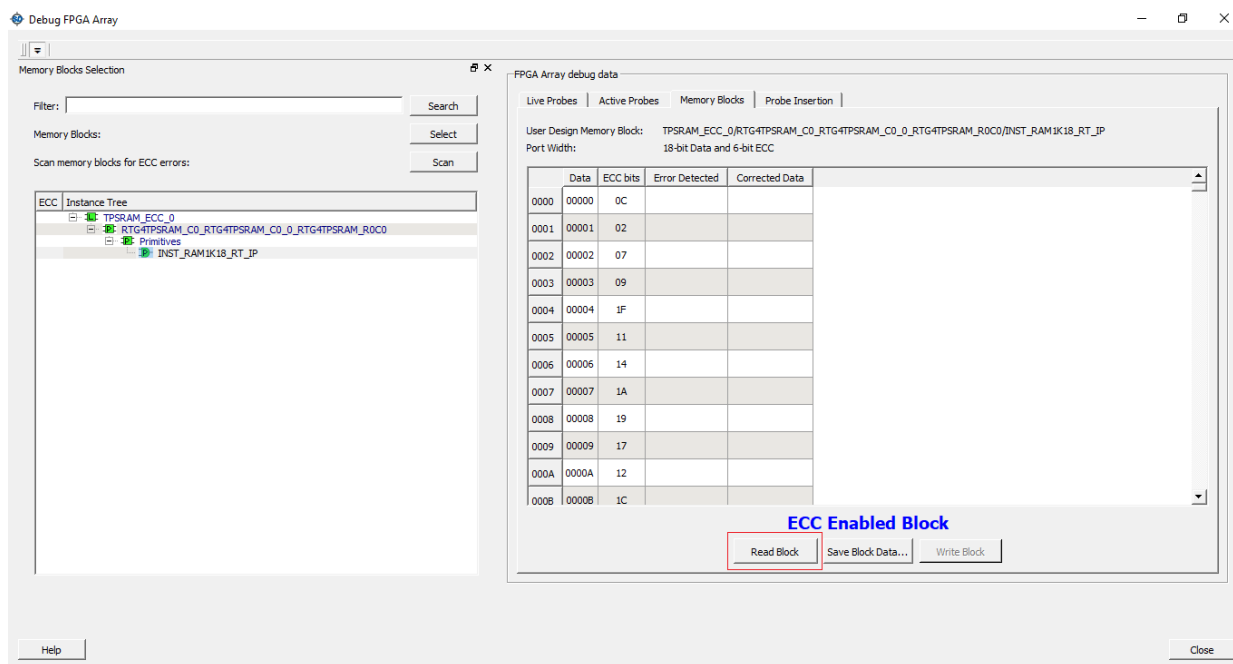 Debug FPGA Array
Memory Blocks Selection
Filter:
Search
Memory Blocks:
Select
Scan memory blocks for ECC errors:
Scan
ECC Instance Tree
TPSRAM_ECC_0
RTG4TPSRAM_C0_RTG4TPSRAM_C0_0_RTG4TPSRAM_R0C0
Primitives
INST_RAM1K18_RT_IP
FPGA Array debug data
Live Probes Active Probes Memory Blocks Probe Insertion
User Design Memory Block: TPSRAM_ECC_0/RTG4TPSRAM_C0_RTG4TPSRAM_C0_0_RTG4TPSRAM_R0C0/INST_RAM1K18_RT_IP
Port Width: 18-bit Data and 6-bit ECC
Data ECC bits Error Detected Corrected Data
0000 00000 0C
0001 00001 02
0002 00002 07
0003 00003 09
0004 00004 1F
0005 00005 11
0006 00006 14
0007 00007 1A
0008 00008 19
0009 00009 17
000A 0000A 12
000B 0000B 1C
ECC Enabled Block
Read Block Save Block Data... Write Block
Help Close